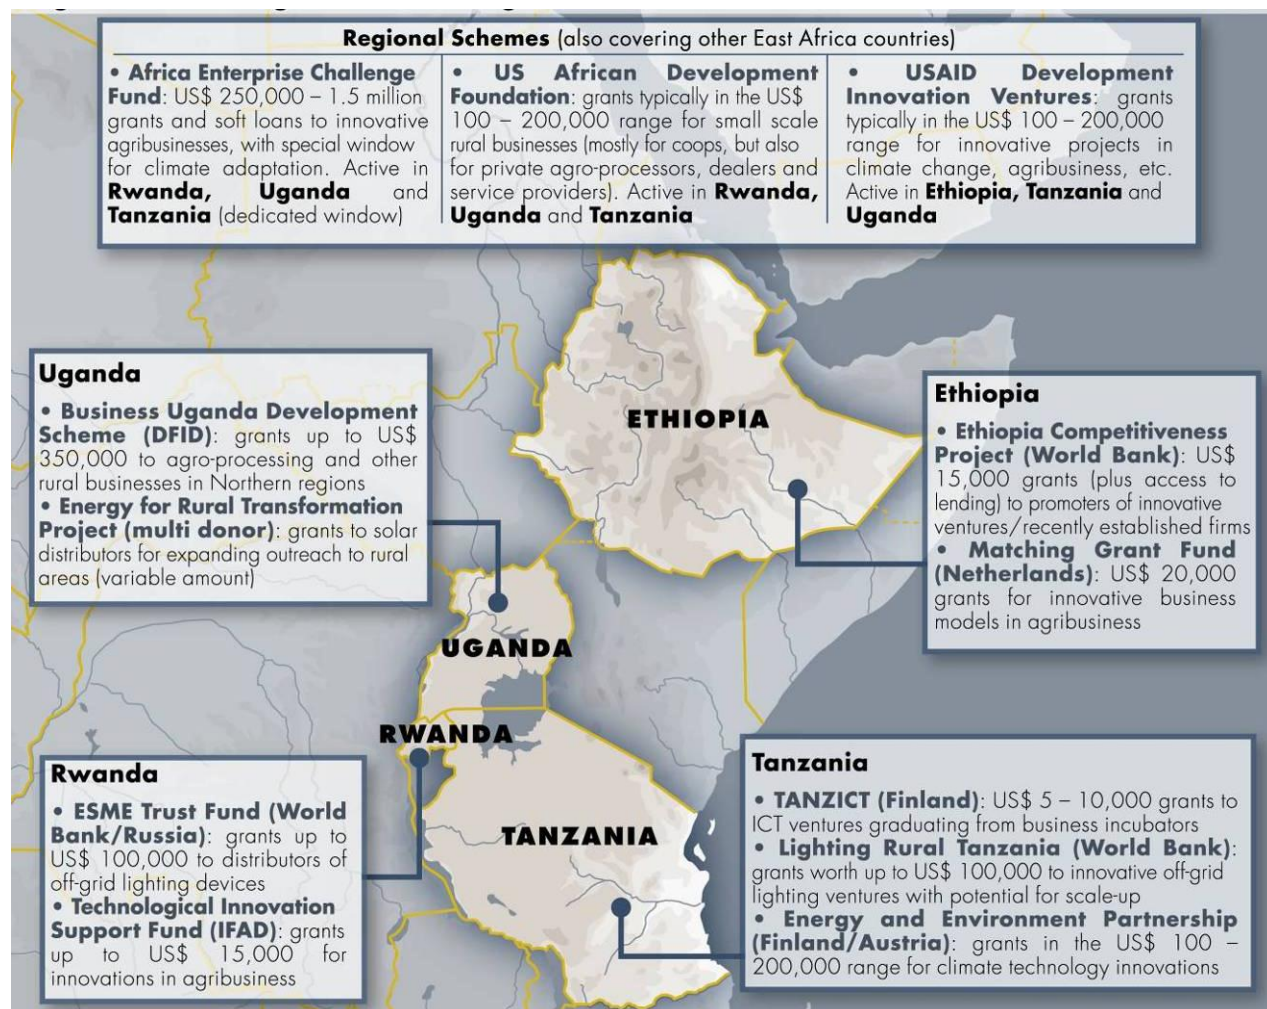 Regional Schemes (also covering other East Africa countries)
• Africa Enterprise Challenge
Fund: US$ 250,000 – 1.5 million
grants and soft loans to innovative
agribusinesses, with special window
for climate adaptation. Active in
Rwanda, Uganda and
Tanzania (dedicated window)
• US African Development
Foundation: grants typically in the US$
100 – 200,000 range for small scale
rural businesses (mostly for coops, but also
for private agro-processors, dealers and
service providers). Active in Rwanda,
Uganda and Tanzania
• USAID Development
Innovation Ventures: grants
typically in the US$ 100 – 200,000
range for innovative projects in
climate change, agribusiness, etc.
Active in Ethiopia, Tanzania and
Uganda
Uganda
• Business Uganda Development
Scheme (DFID): grants up to US$
350,000 to agro-processing and other
rural businesses in Northern regions
• Energy for Rural Transformation
Project (multi donor): grants to solar
distributors for expanding outreach to rural
areas (variable amount)
ETHIOPIA
Ethiopia
• Ethiopia Competitiveness
Project (World Bank): US$
15,000 grants (plus access to
lending) to promoters of innovative
ventures/recently established firms
• Matching Grant Fund
(Netherlands): US$ 20,000
grants for innovative business
models in agribusiness
UGANDA
RWANDA
TANZANIA
Rwanda
• ESME Trust Fund (World
Bank/Russia): grants up to
US$ 100,000 to distributors of
off-grid lighting devices
• Technological Innovation
Support Fund (IFAD): grants
up to US$ 15,000 for
innovations in agribusiness
Tanzania
• TANZICT (Finland): US$ 5 – 10,000 grants to
ICT ventures graduating from business incubators
• Lighting Rural Tanzania (World Bank):
grants worth up to US$ 100,000 to innovative off-grid
lighting ventures with potential for scale-up
• Energy and Environment Partnership
(Finland/Austria): grants in the US$ 100 –
200,000 range for climate technology innovations